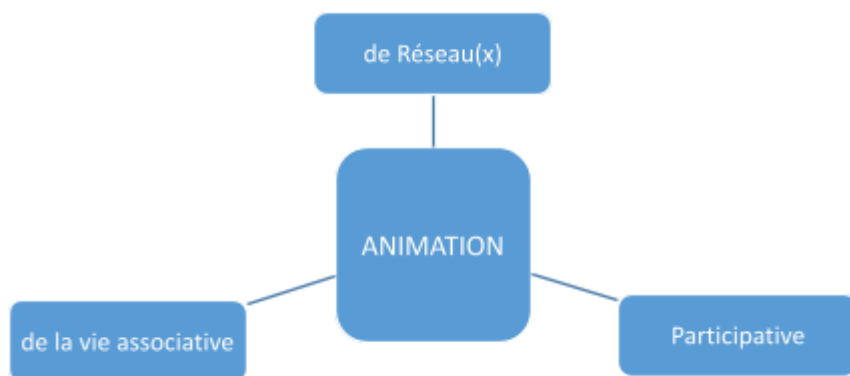 de Réseau(x)
ANIMATION
de la vie associative
Participative